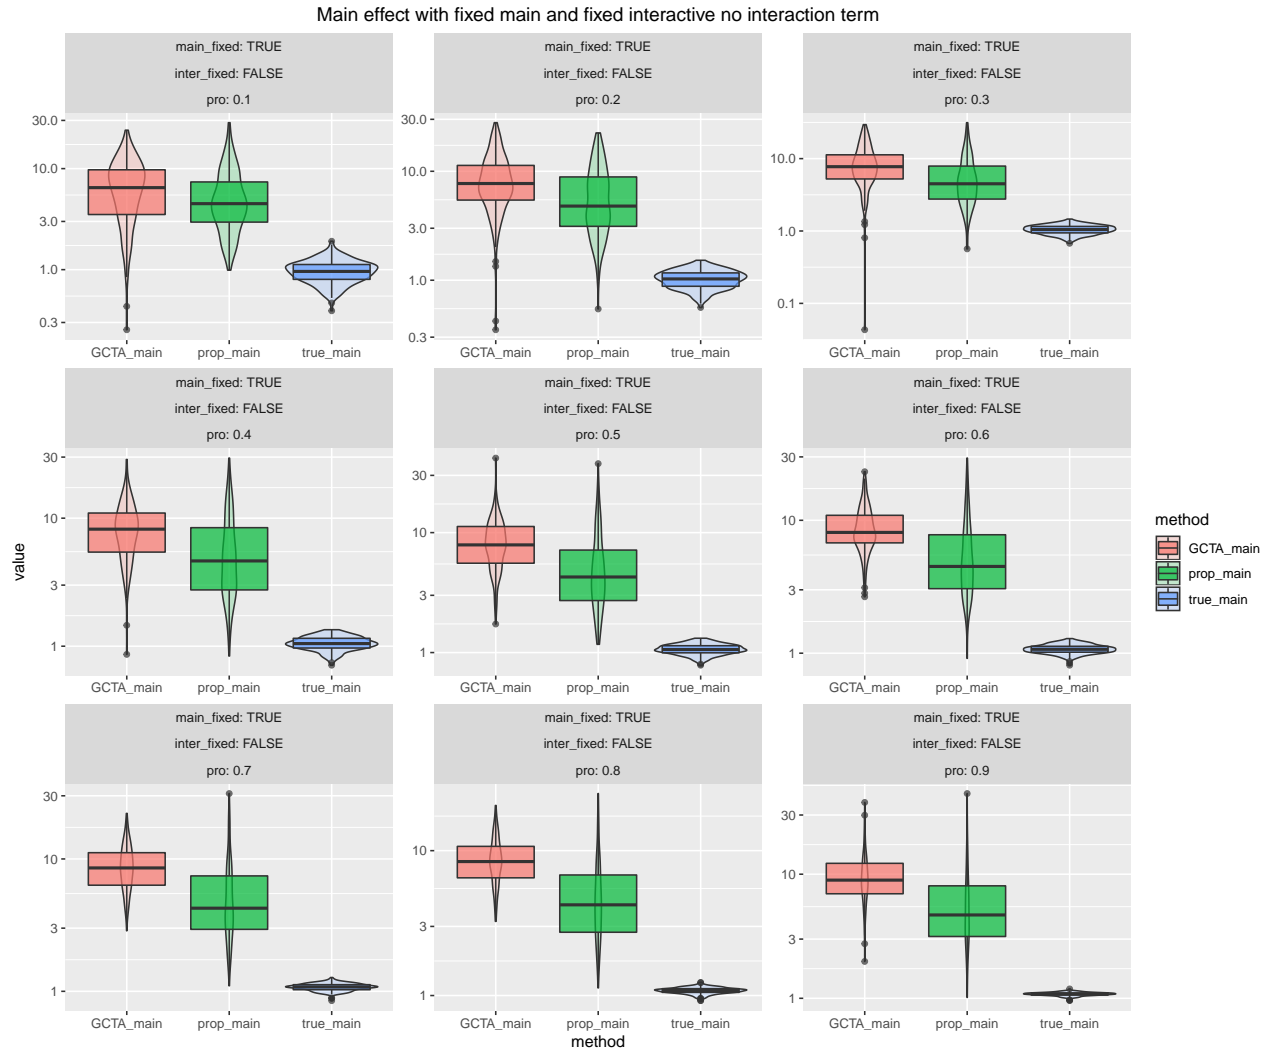 Main effect with fixed main and fixed interactive no interaction term
main_fixed: TRUE
inter_fixed: FALSE
pro: 0.1
30.0
10.0
3.0
1.0
0.3
GCTA_main
prop_main
true_main
main_fixed: TRUE
inter_fixed: FALSE
pro: 0.2
30.0
10.0
3.0
1.0
0.3
GCTA_main
prop_main
true_main
main_fixed: TRUE
inter_fixed: FALSE
pro: 0.3
10.0
1.0
0.1
GCTA_main
prop_main
true_main
main_fixed: TRUE
inter_fixed: FALSE
pro: 0.4
30
10
3
1
GCTA_main
prop_main
true_main
main_fixed: TRUE
inter_fixed: FALSE
pro: 0.5
30
10
3
1
GCTA_main
prop_main
true_main
main_fixed: TRUE
inter_fixed: FALSE
pro: 0.6
30
10
3
1
GCTA_main
prop_main
true_main
main_fixed: TRUE
inter_fixed: FALSE
pro: 0.7
30
10
3
1
GCTA_main
prop_main
true_main
main_fixed: TRUE
inter_fixed: FALSE
pro: 0.8
10
3
1
GCTA_main
prop_main
true_main
main_fixed: TRUE
inter_fixed: FALSE
pro: 0.9
30
10
3
1
GCTA_main
prop_main
true_main
value
method
method
GCTA_main
prop_main
true_main